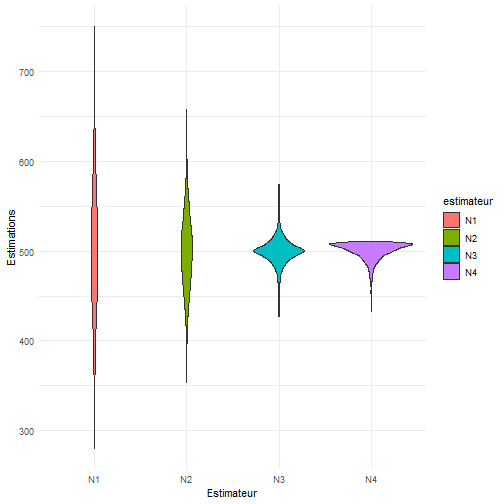 700
600
500
400
300
Estimations
N1
N2
N3
N4
Estimateur
estimateur
N1
N2
N3
N4